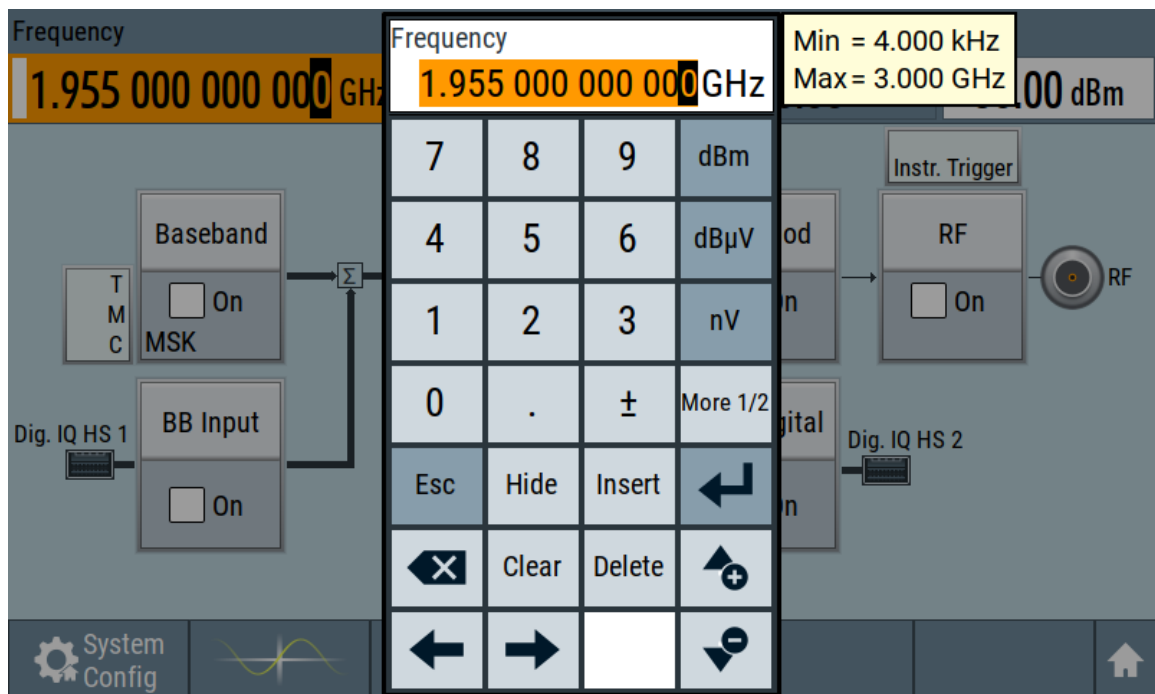 Frequency
1.955 000 000 000 GHz
Frequency
1.955 000 000 000 GHz
Min = 4.000 kHz
Max = 3.000 GHz
.00 dBm
7 8 9 dBm
Instr. Trigger
4 5 6 dBµV
Baseband
On
MSK
T
M
C
Σ
od
RF
On
RF
1 2 3 nV
0 . ± More 1/2
Dig. IQ HS 1
BB Input
On
gital
Dig. IQ HS 2
Esc Hide Insert
Clear Delete
System
Config